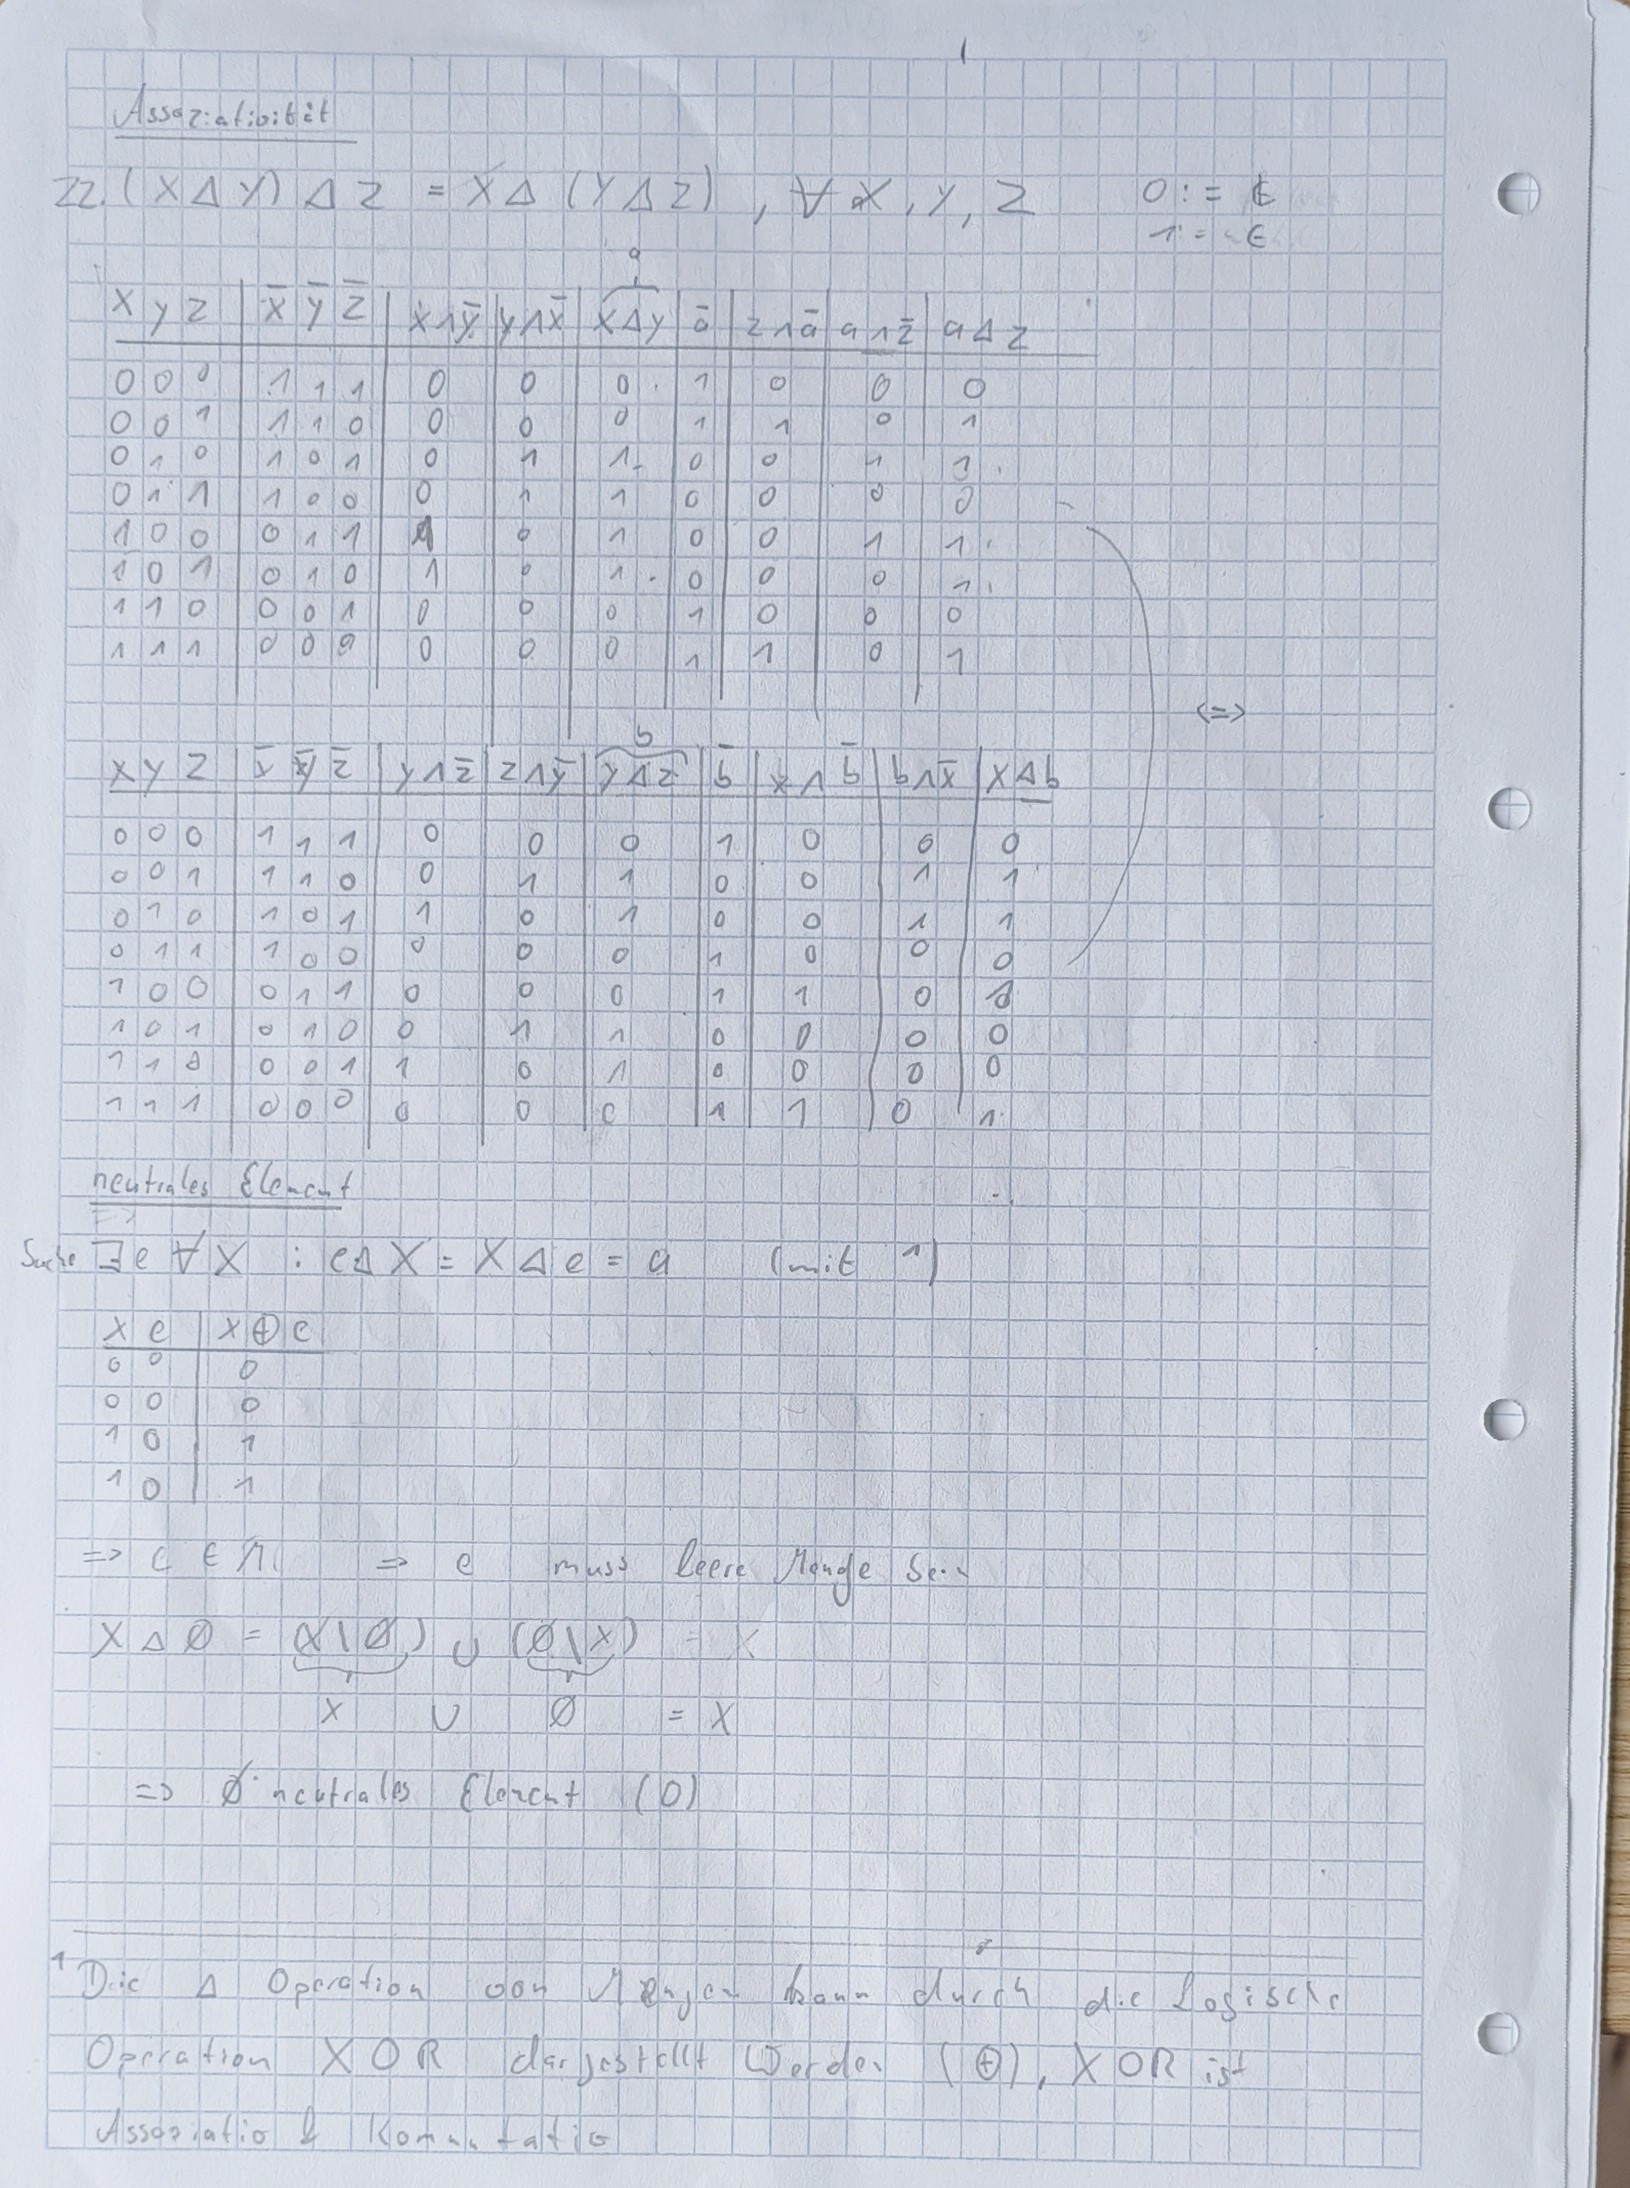 Assoziativität
ZZ. (X Δ Y) Δ Z = X Δ (Y Δ Z), ∀ X, Y, Z 0 := ∉
1 := ∈
a
X Y Z | X̄ Ȳ Z̄ | X∧Ȳ | Y∧X̄ | XΔY | ā | Z∧ā | a∧Z̄ | aΔZ
0 0 0 | 1 1 1 | 0 | 0 | 0 | 1 | 0 | 0 | 0
0 0 1 | 1 1 0 | 0 | 0 | 0 | 1 | 1 | 0 | 1
0 1 0 | 1 0 1 | 0 | 1 | 1 | 0 | 0 | 1 | 1
0 1 1 | 1 0 0 | 0 | 1 | 1 | 0 | 0 | 0 | 0
1 0 0 | 0 1 1 | 1 | 0 | 1 | 0 | 0 | 1 | 1
1 0 1 | 0 1 0 | 1 | 0 | 1 | 0 | 0 | 0 | 1
1 1 0 | 0 0 1 | 0 | 0 | 0 | 1 | 0 | 0 | 0
1 1 1 | 0 0 0 | 0 | 0 | 0 | 1 | 1 | 0 | 1
<=>
b
X Y Z | X̄ Ȳ Z̄ | Y∧Z̄ | Z∧Ȳ | YΔZ | b̄ | X∧b̄ | b∧X̄ | XΔb
0 0 0 | 1 1 1 | 0 | 0 | 0 | 1 | 0 | 0 | 0
0 0 1 | 1 1 0 | 0 | 1 | 1 | 0 | 0 | 1 | 1
0 1 0 | 1 0 1 | 1 | 0 | 1 | 0 | 0 | 1 | 1
0 1 1 | 1 0 0 | 0 | 0 | 0 | 1 | 0 | 0 | 0
1 0 0 | 0 1 1 | 0 | 0 | 0 | 1 | 1 | 0 | 1
1 0 1 | 0 1 0 | 0 | 1 | 1 | 0 | 0 | 0 | 0
1 1 0 | 0 0 1 | 1 | 0 | 1 | 0 | 0 | 0 | 0
1 1 1 | 0 0 0 | 0 | 0 | 0 | 1 | 1 | 0 | 1
neutrales Element
Suche ∃e ∀X : eΔX = XΔe = a (mit 1)
X e | X⊕e
0 0 | 0
0 0 | 0
1 0 | 1
1 0 | 1
=> e ∉ M. => e muss leere Menge sein
X Δ ∅ = (X \ ∅) ∪ (∅ \ X) = X
X ∪ ∅ = X
=> ∅ neutrales Element (0)
¹ Die Δ Operation von Mengen kann durch die Logische
Operation XOR dargestellt werden (⊕), XOR ist
Assoziativ & Kommutativ